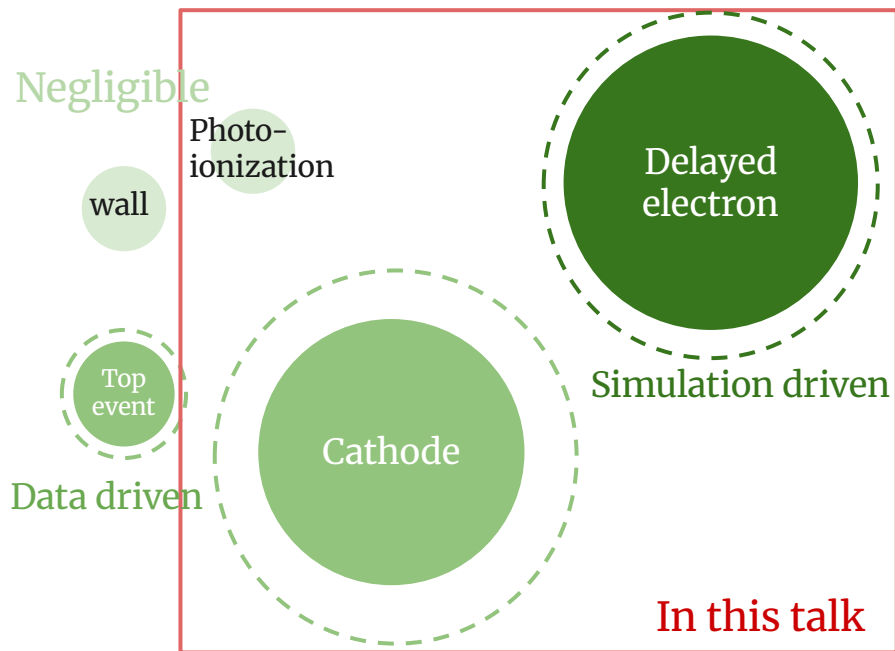 Negligible
Photo-
ionization
wall
Delayed
electron
Top
event
Simulation driven
Cathode
Data driven
In this talk